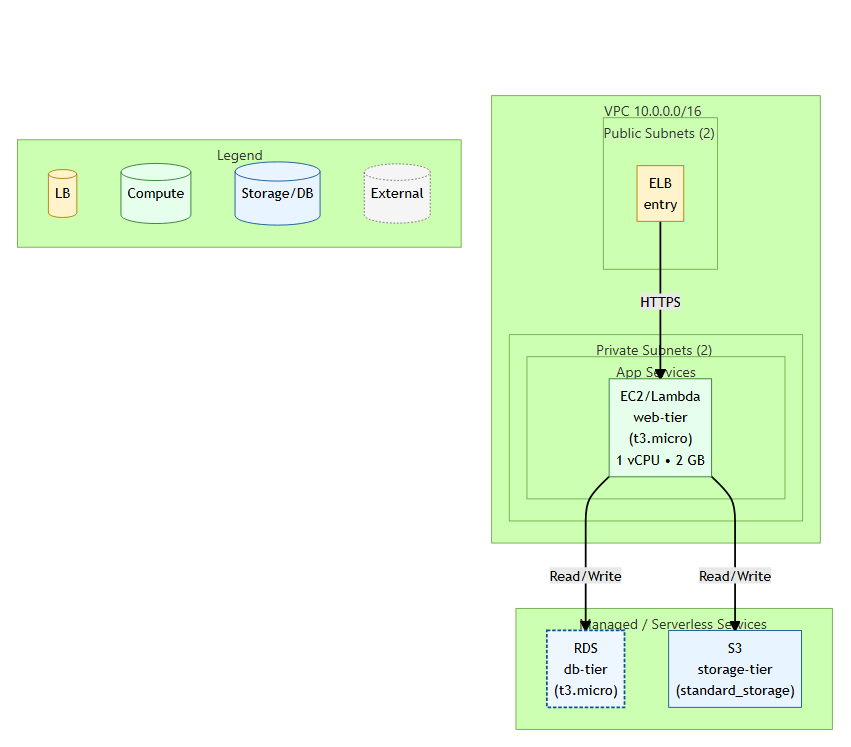 Legend
LB
Compute
Storage/DB
External
VPC 10.0.0.0/16
Public Subnets (2)
ELB
entry
HTTPS
Private Subnets (2)
App Services
EC2/Lambda
web-tier
(t3.micro)
1 vCPU • 2 GB
Read/Write
Read/Write
Managed / Serverless Services
RDS
db-tier
(t3.micro)
S3
storage-tier
(standard_storage)